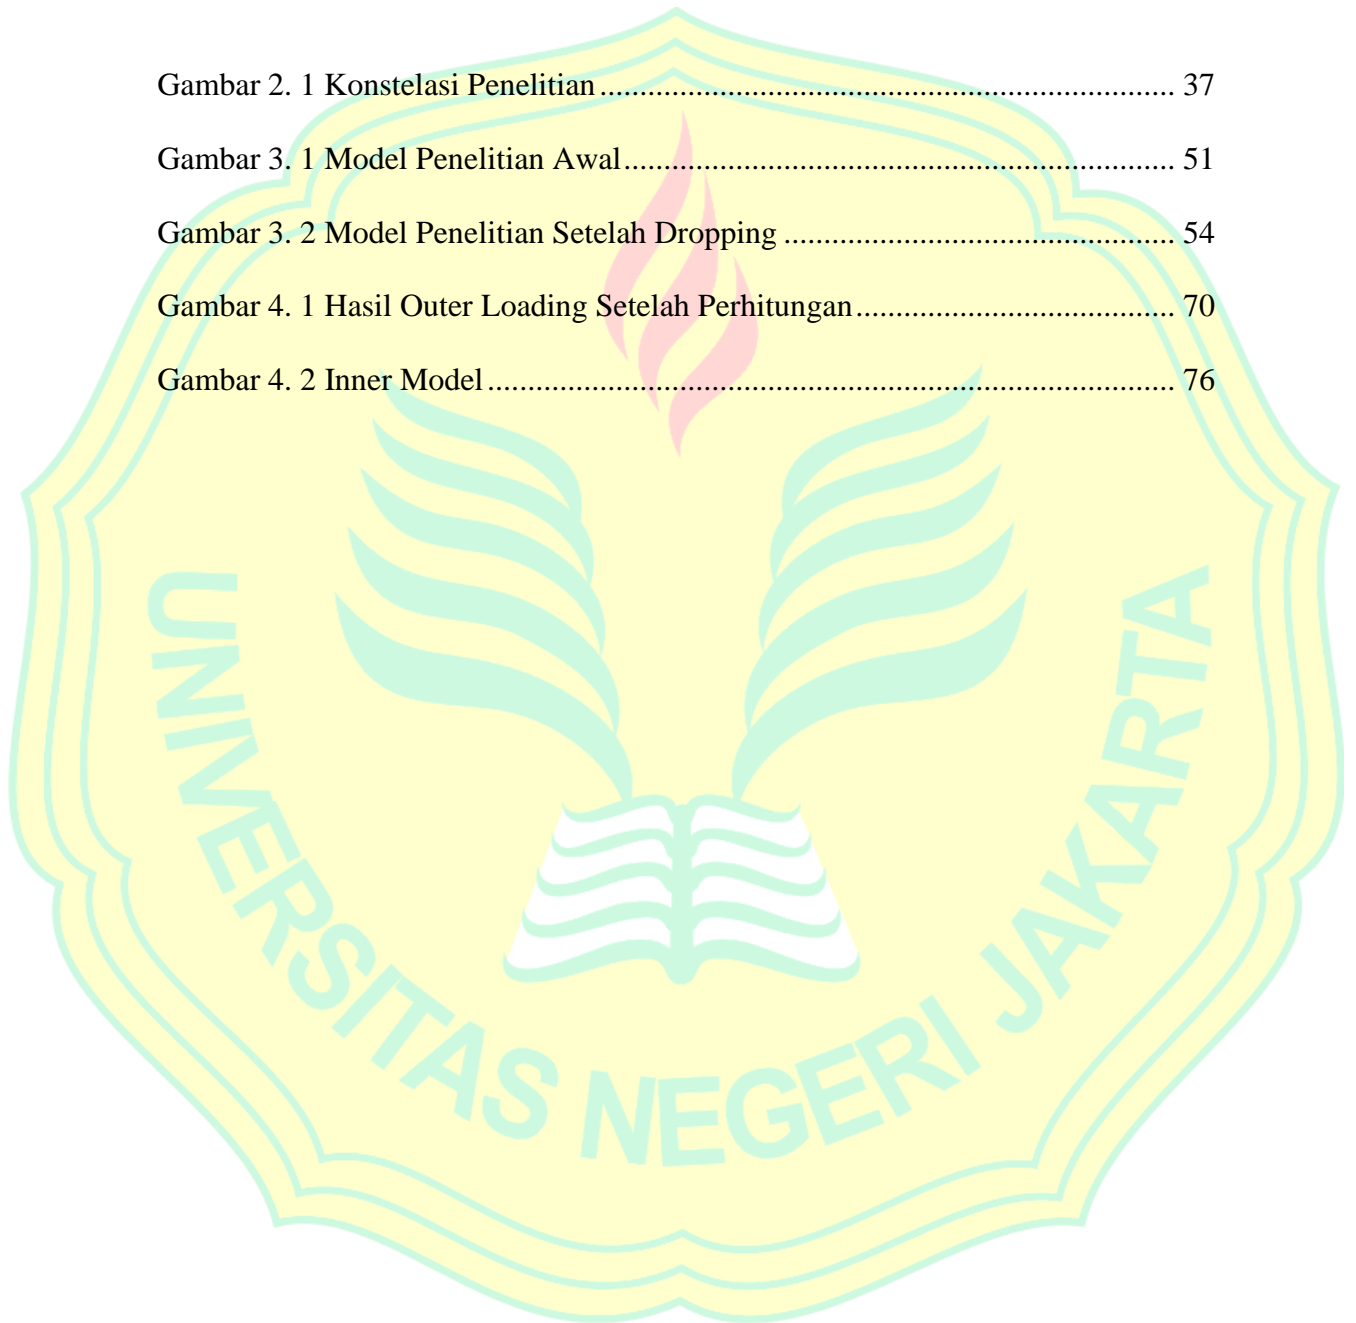 Gambar 2. 1 Konstelasi Penelitian ........................................................................ 37
Gambar 3. 1 Model Penelitian Awal ..................................................................... 51
Gambar 3. 2 Model Penelitian Setelah Dropping ................................................. 54
Gambar 4. 1 Hasil Outer Loading Setelah Perhitungan ........................................ 70
Gambar 4. 2 Inner Model ...................................................................................... 76
UNIVERSITAS NEGERI JAKARTA